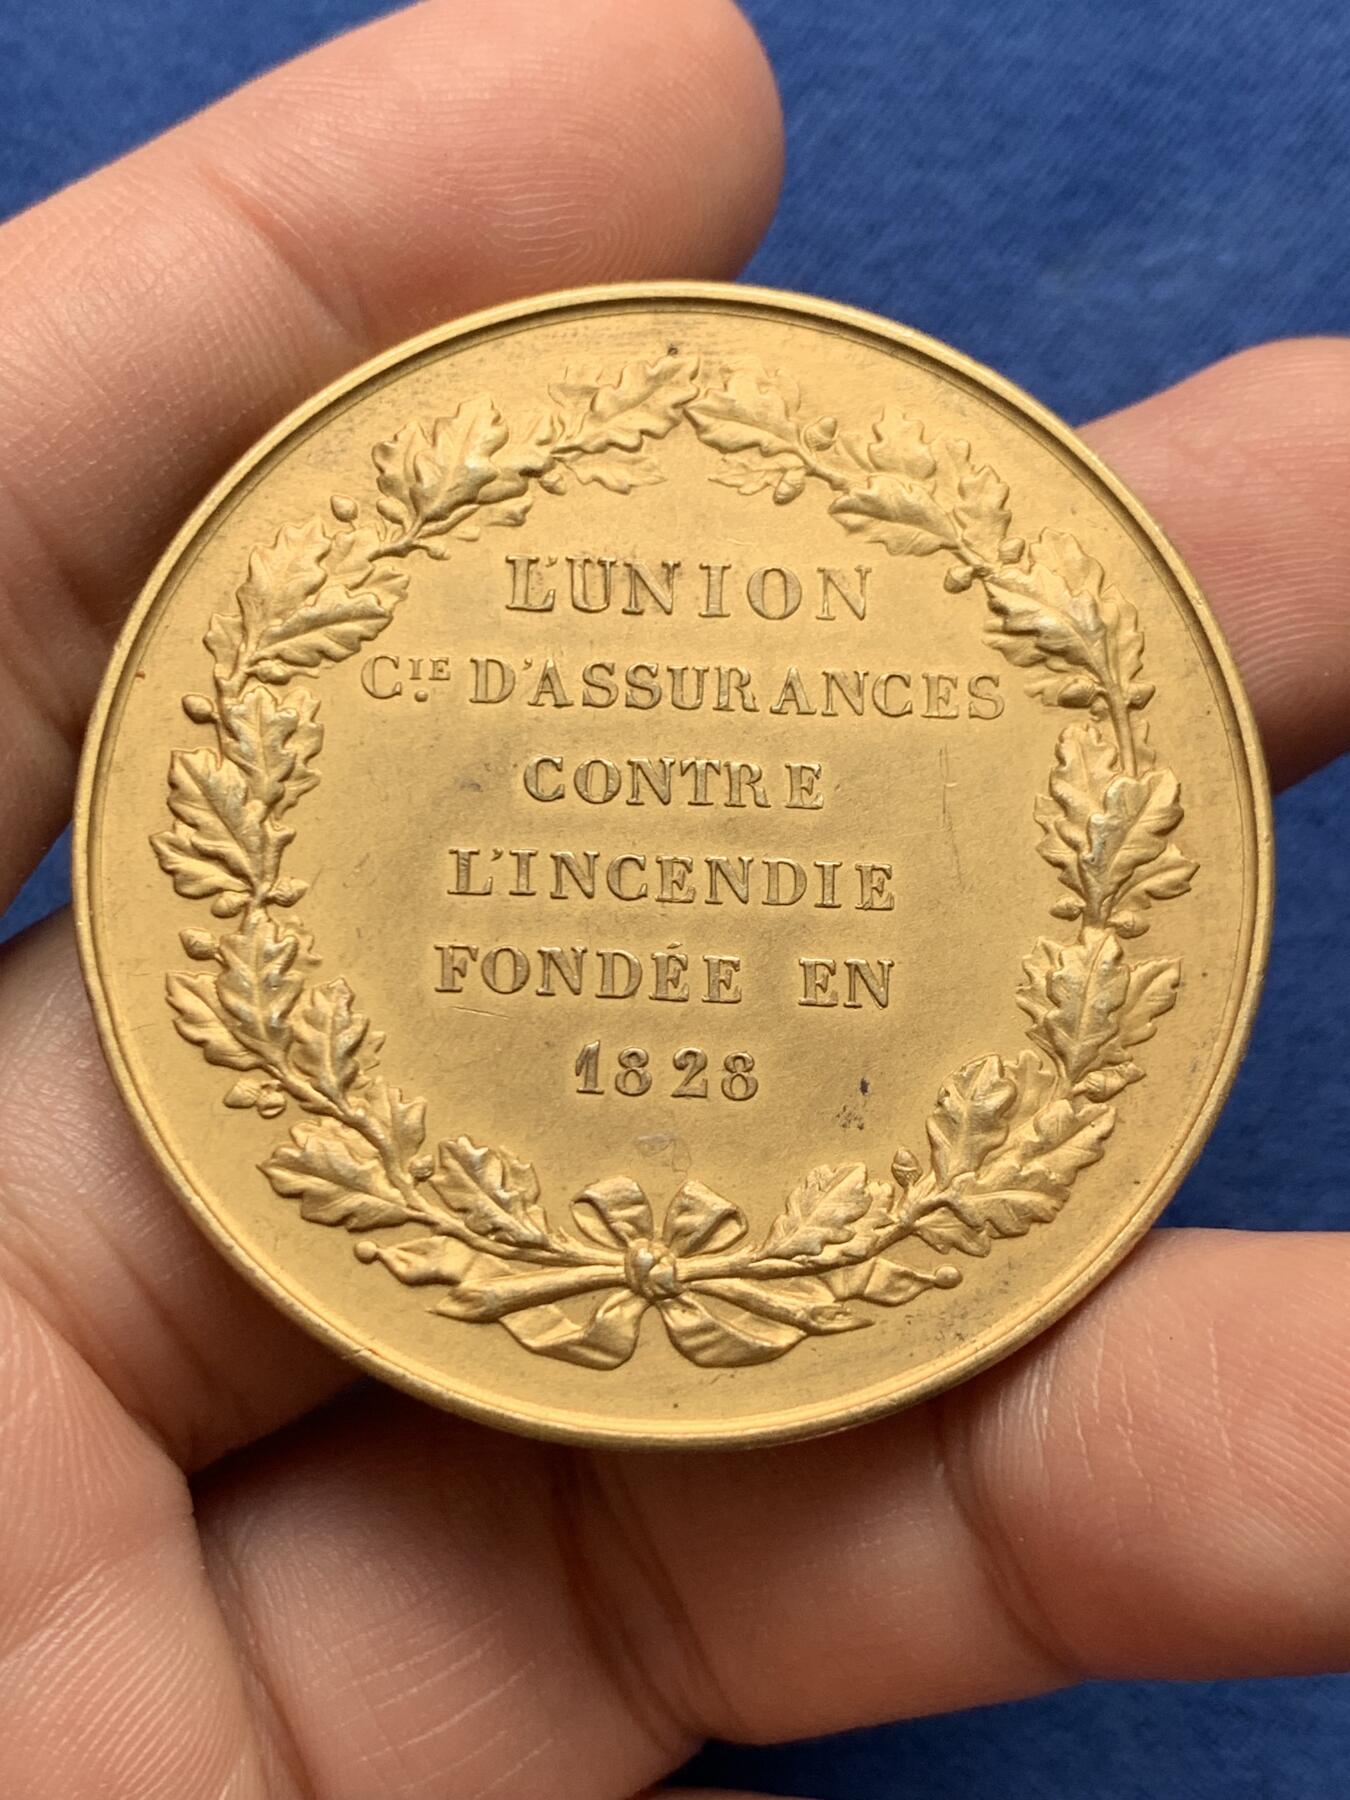 L'UNION
CIE D'ASSURANCES
CONTRE
L'INCENDIE
FONDÉE EN
1828